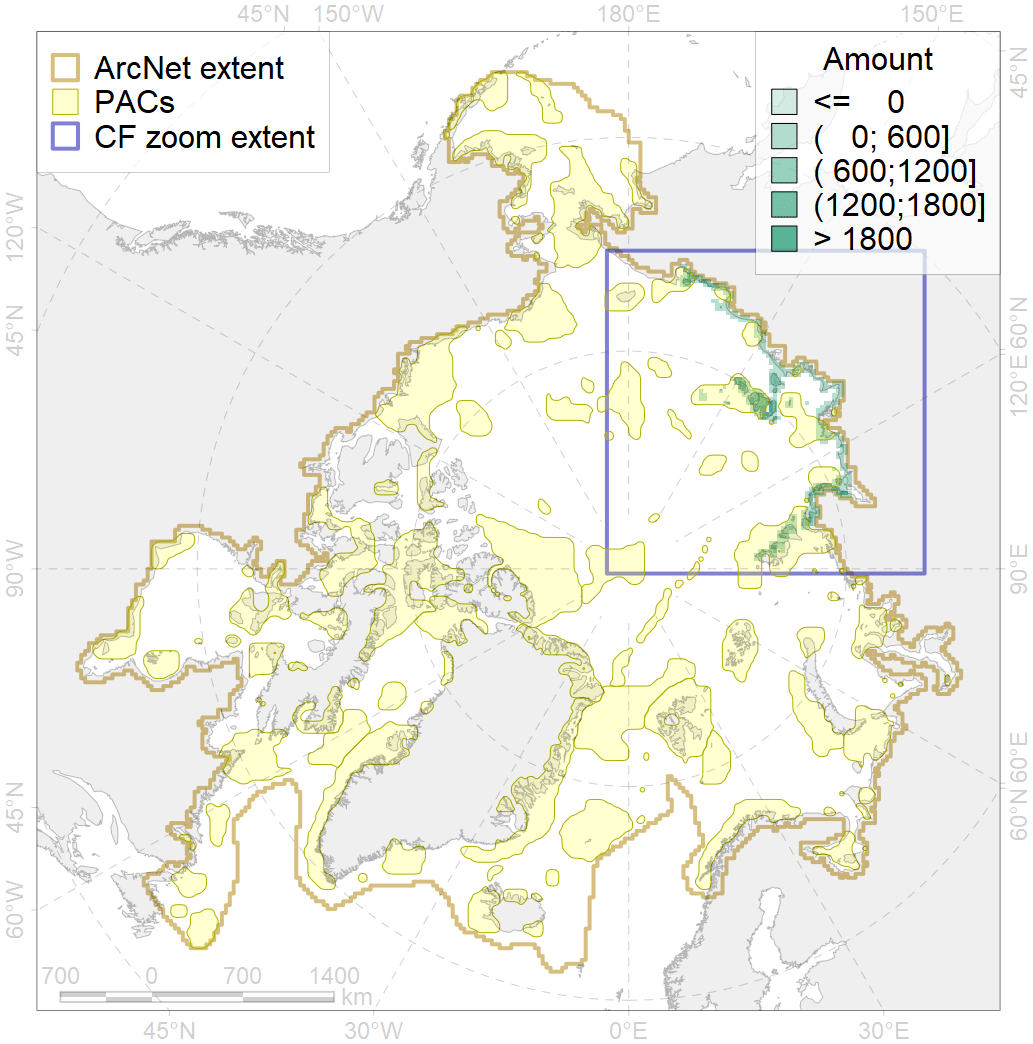 45°N 150°W 180°E 150°E
ArcNet extent
PACs
CF zoom extent
Amount
<= 0
( 0; 600]
( 600;1200]
(1200;1800]
> 1800
45°N
120°W
45°N
90°W
45°N
60°W
60°N
120°E
90°E
60°E
60°N
700 0 700 1400
km
45°W 30°W 0°E 30°E